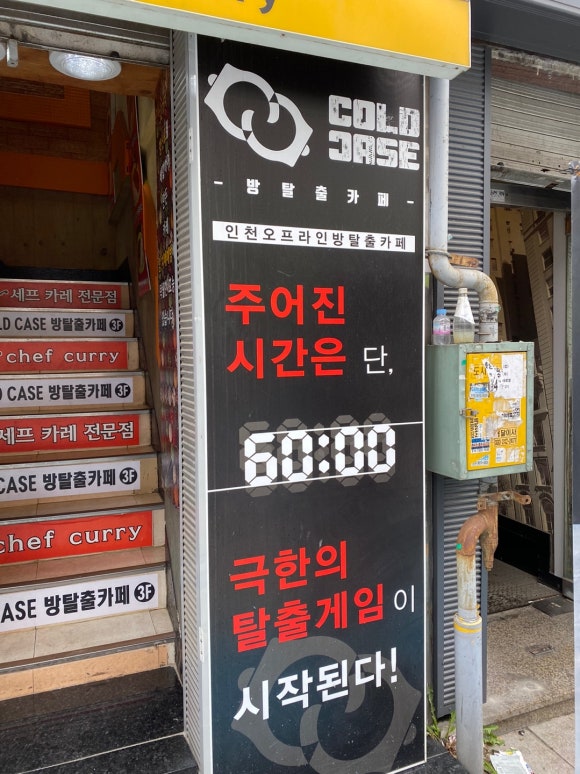 COLD
CASE
- 방탈출카페 -
인천오프라인방탈출카페
주어진
시간은 단,
60:00
극한의
탈출게임이
시작된다!
셰프 카레 전문점
LD CASE 방탈출카페 3F
chef curry
D CASE 방탈출카페 3F
셰프 카레 전문점
CASE 방탈출카페 3F
chef curry
ASE 방탈출카페 3F